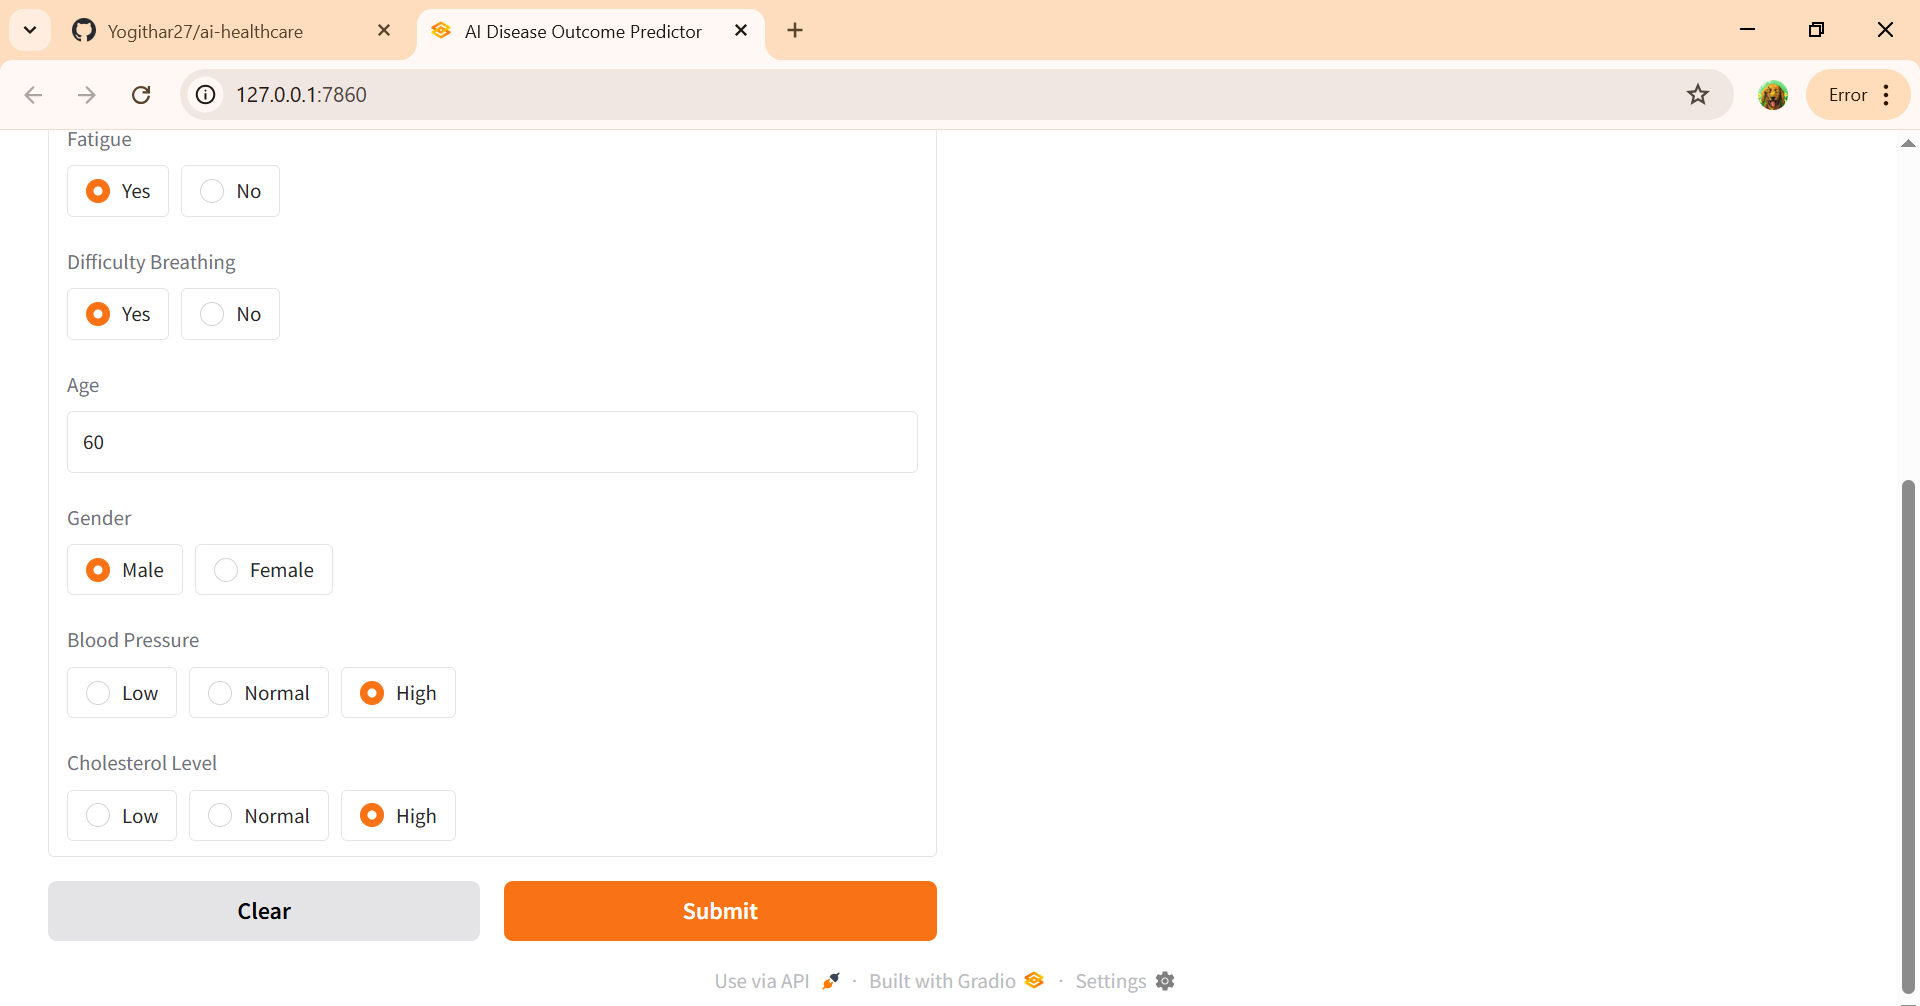 Yogithar27/ai-healthcare
AI Disease Outcome Predictor
127.0.0.1:7860
Error
Fatigue
Yes No
Difficulty Breathing
Yes No
Age
60
Gender
Male Female
Blood Pressure
Low Normal High
Cholesterol Level
Low Normal High
Clear Submit
Use via API · Built with Gradio · Settings